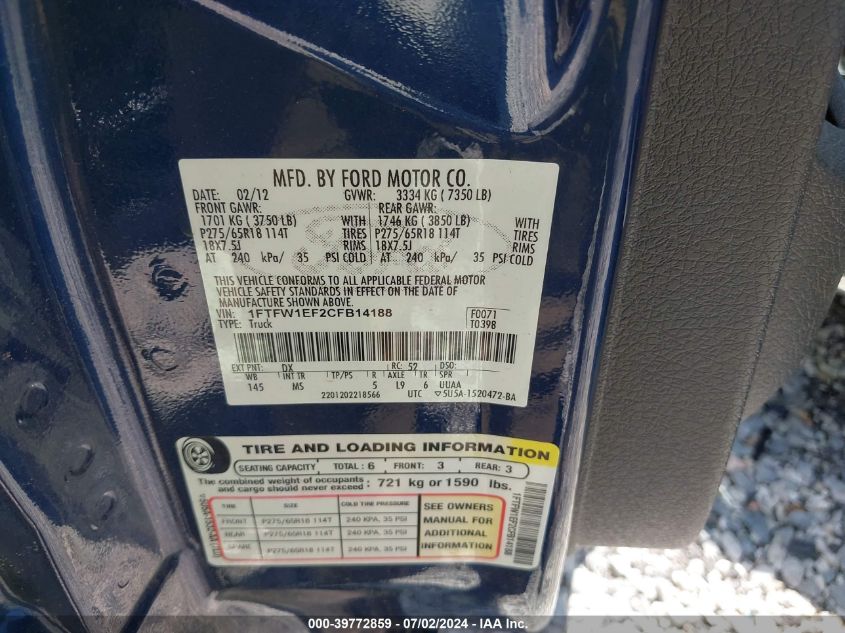 MFD. BY FORD MOTOR CO.
DATE: 02/12 GVWR: 3334 KG ( 7350 LB)
FRONT GAWR: REAR GAWR:
1701 KG ( 3750 LB) WITH 1746 KG ( 3850 LB) WITH
P275/65R18 114T TIRES P275/65R18 114T TIRES
18X7.5J RIMS 18X7.5J RIMS
AT 240 kPa/ 35 PSI COLD AT 240 kPa/ 35 PSI COLD
THIS VEHICLE CONFORMS TO ALL APPLICABLE FEDERAL MOTOR
VEHICLE SAFETY STANDARDS IN EFFECT ON THE DATE OF
MANUFACTURE SHOWN ABOVE.
VIN: 1FTFW1EF2CFB14188 F0071
TYPE: Truck T0398
EXT PNT: DX RC: 52 DSO:
WB INT TR TP/PS R AXLE TR SPR
145 MS 5 L9 6 UUAA
2201202218566 UTC ▽5U5A-1520472-BA
TIRE AND LOADING INFORMATION
SEATING CAPACITY TOTAL : 6 FRONT: 3 REAR: 3
The combined weight of occupants
and cargo should never exceed : 721 kg or 1590 lbs.
TIRE SIZE COLD TIRE PRESSURE
FRONT P275/65R18 114T 240 KPA, 35 PSI
REAR P275/65R18 114T 240 KPA, 35 PSI
SPARE P275/65R18 114T 240 KPA, 35 PSI
SEE OWNERS
MANUAL FOR
ADDITIONAL
INFORMATION
1FTFW1EF2CFB14188
000-39772859 - 07/02/2024 - IAA Inc.